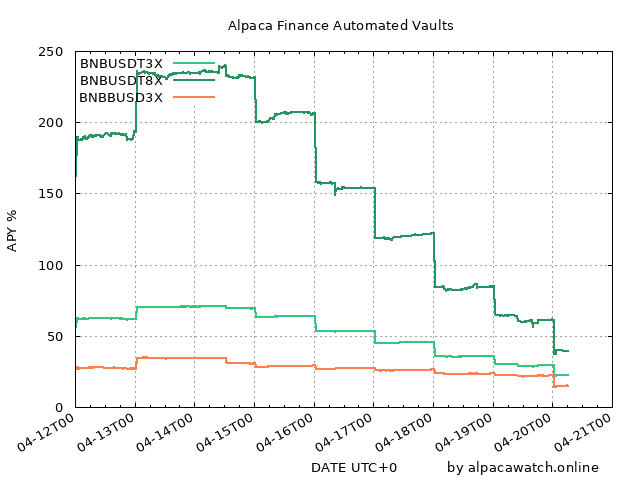 Alpaca Finance Automated Vaults
250
200
150
100
50
0
APY %
BNBUSDT3X
BNBUSDT8X
BNBBUSD3X
04-12T00
04-13T00
04-14T00
04-15T00
04-16T00
04-17T00
04-18T00
04-19T00
04-20T00
04-21T00
DATE UTC+0
by alpacawatch.online